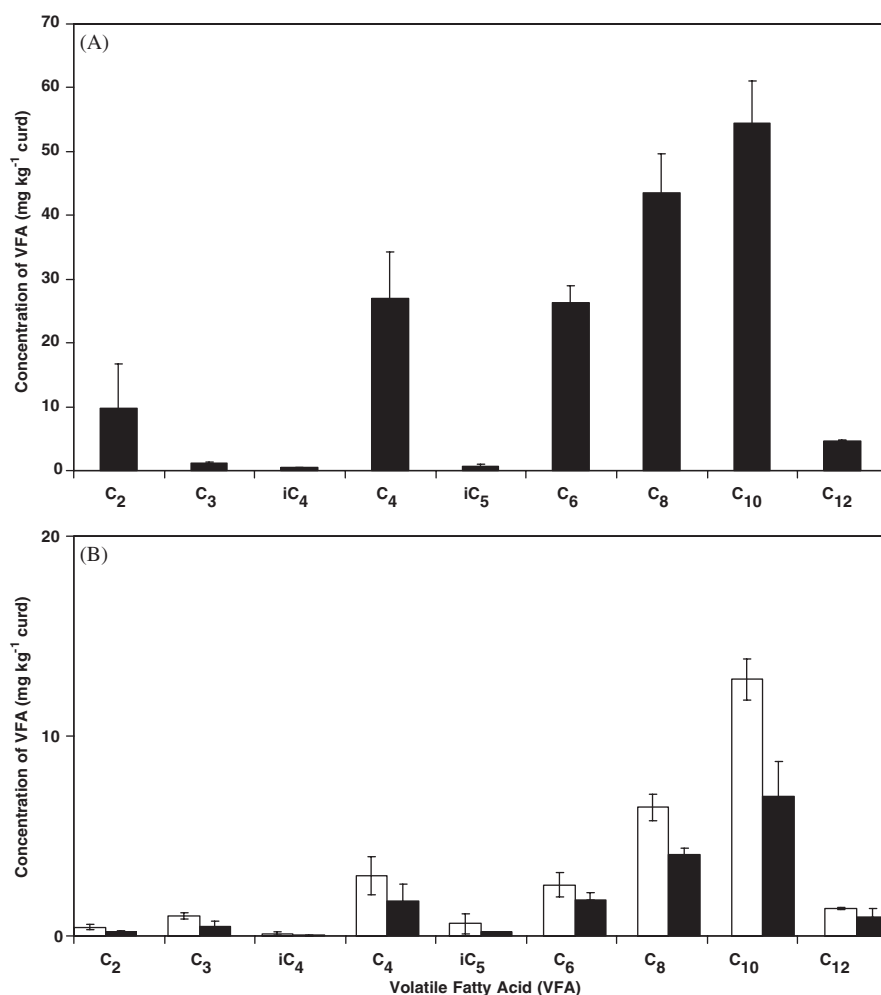 (A)
Concentration of VFA (mg kg⁻¹ curd)
70
60
50
40
30
20
10
0
C₂ C₃ iC₄ C₄ iC₅ C₆ C₈ C₁₀ C₁₂
(B)
Concentration of VFA (mg kg⁻¹ curd)
20
10
0
C₂ C₃ iC₄ C₄ iC₅ C₆ C₈ C₁₀ C₁₂
Volatile Fatty Acid (VFA)